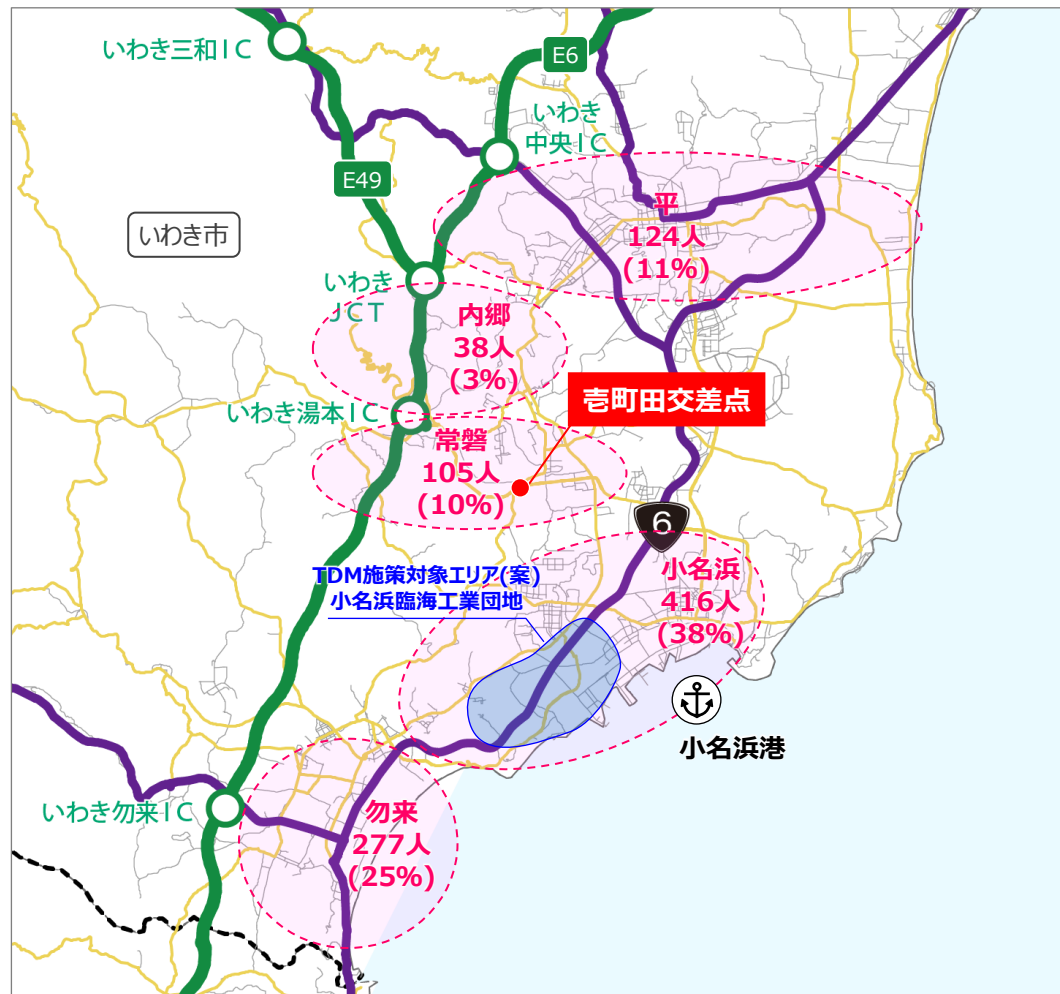 いわき三和IC
E6
いわき
中央IC
E49
平
124人
(11%)
いわき市
いわき
JCT
内郷
38人
(3%)
壱町田交差点
いわき湯本IC
常磐
105人
(10%)
6
TDM施策対象エリア(案)
小名浜臨海工業団地
小名浜
416人
(38%)
小名浜港
いわき勿来IC
勿来
277人
(25%)